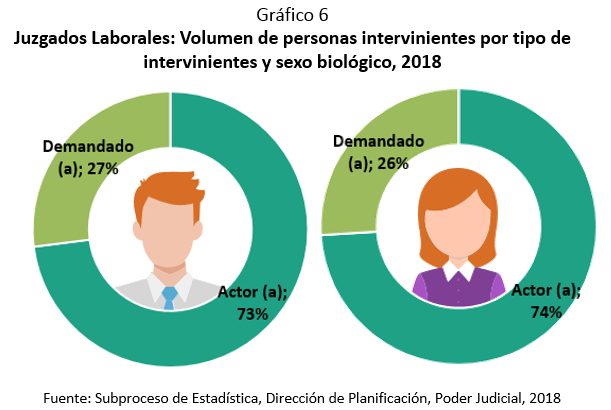 Gráfico 6
Juzgados Laborales: Volumen de personas intervinientes por tipo de
intervinientes y sexo biológico, 2018
Demandado
(a); 27%
Actor (a);
73%
Demandado
(a); 26%
Actor (a);
74%
Fuente: Subproceso de Estadística, Dirección de Planificación, Poder Judicial, 2018